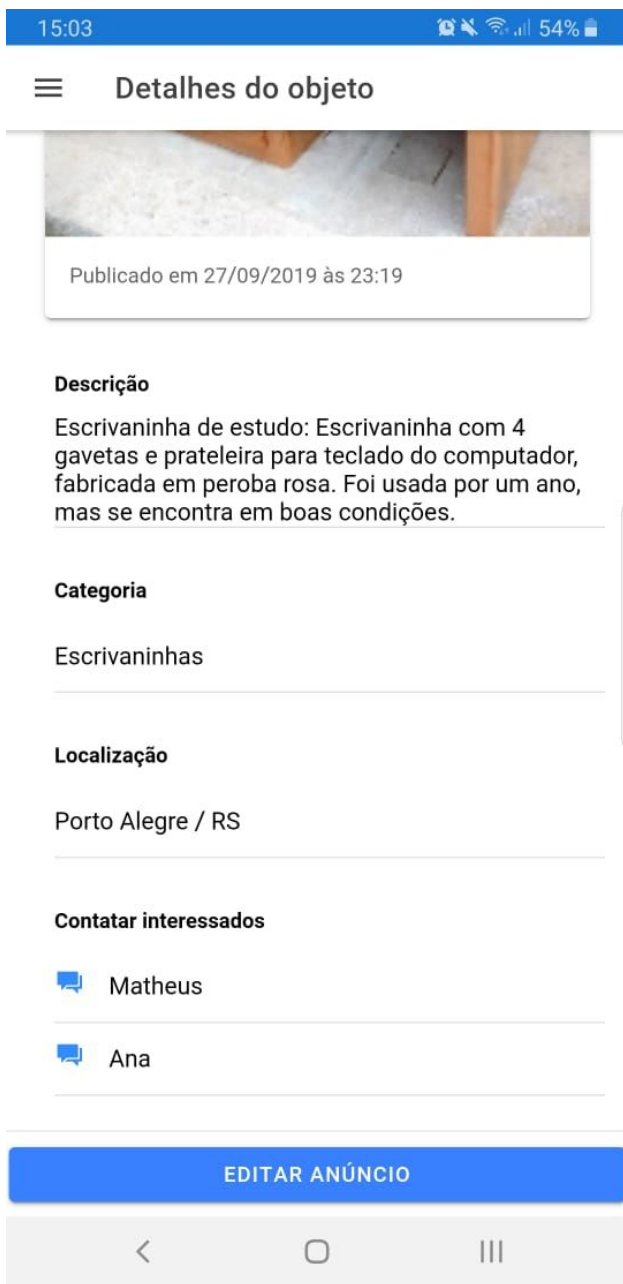 15:03 54%
Detalhes do objeto
Publicado em 27/09/2019 às 23:19
Descrição
Escrivaninha de estudo: Escrivaninha com 4
gavetas e prateleira para teclado do computador,
fabricada em peroba rosa. Foi usada por um ano,
mas se encontra em boas condições.
Categoria
Escrivaninhas
Localização
Porto Alegre / RS
Contatar interessados
Matheus
Ana
EDITAR ANÚNCIO